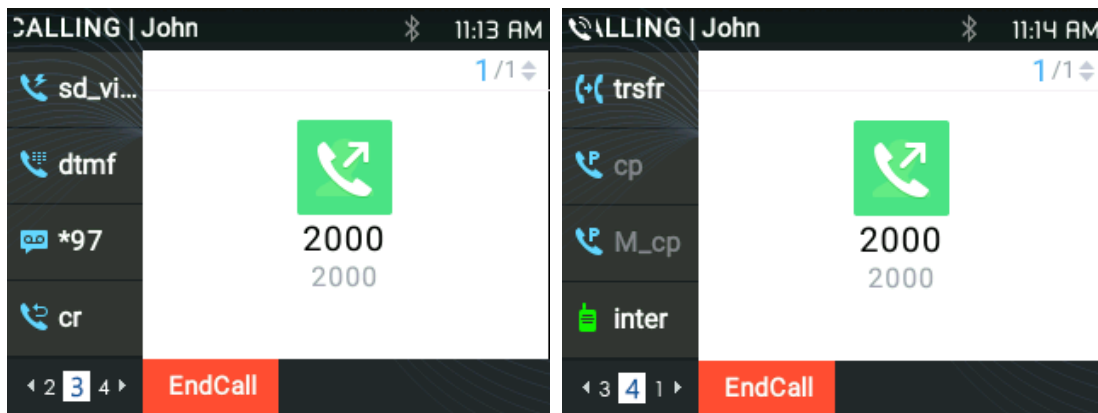 CALLING | John 11:13 AM
1/1
sd_vi...
dtmf
*97
2000
2000
cr
2 3 4 EndCall
ALLING | John 11:14 AM
1/1
trsfr
cp
M_cp
2000
2000
inter
3 4 1 EndCall